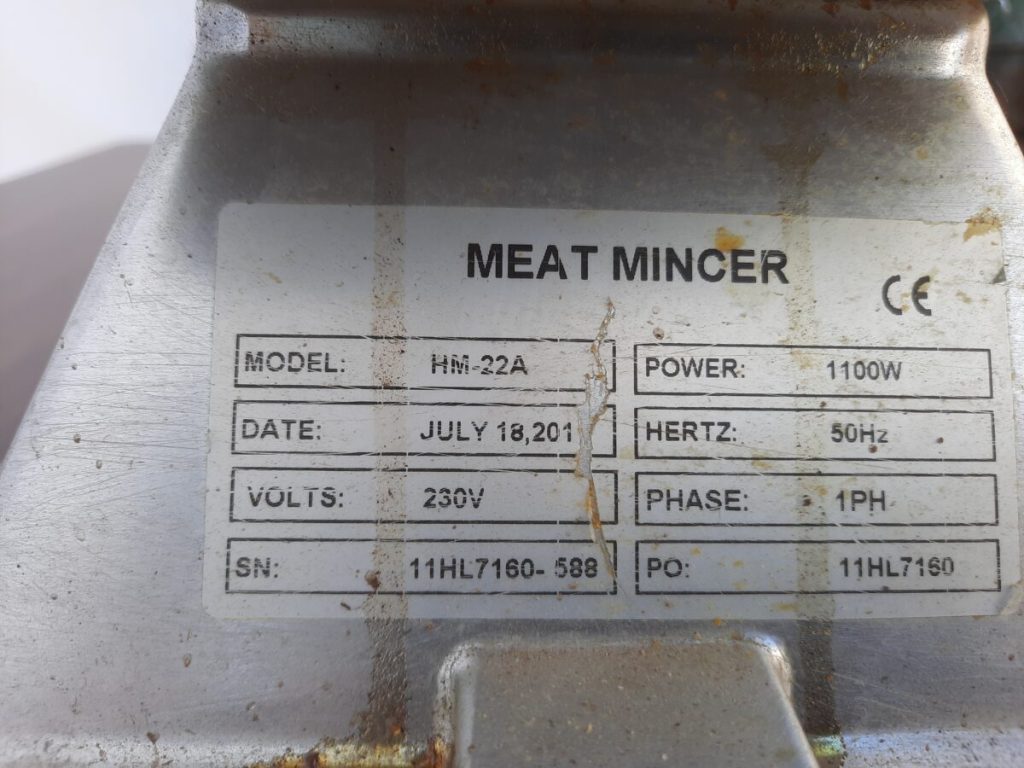 MEAT MINCER
CE
MODEL: HM-22A
POWER: 1100W
DATE: JULY 18,201
HERTZ: 50Hz
VOLTS: 230V
PHASE: 1PH
SN: 11HL7160- 588
PO: 11HL7160